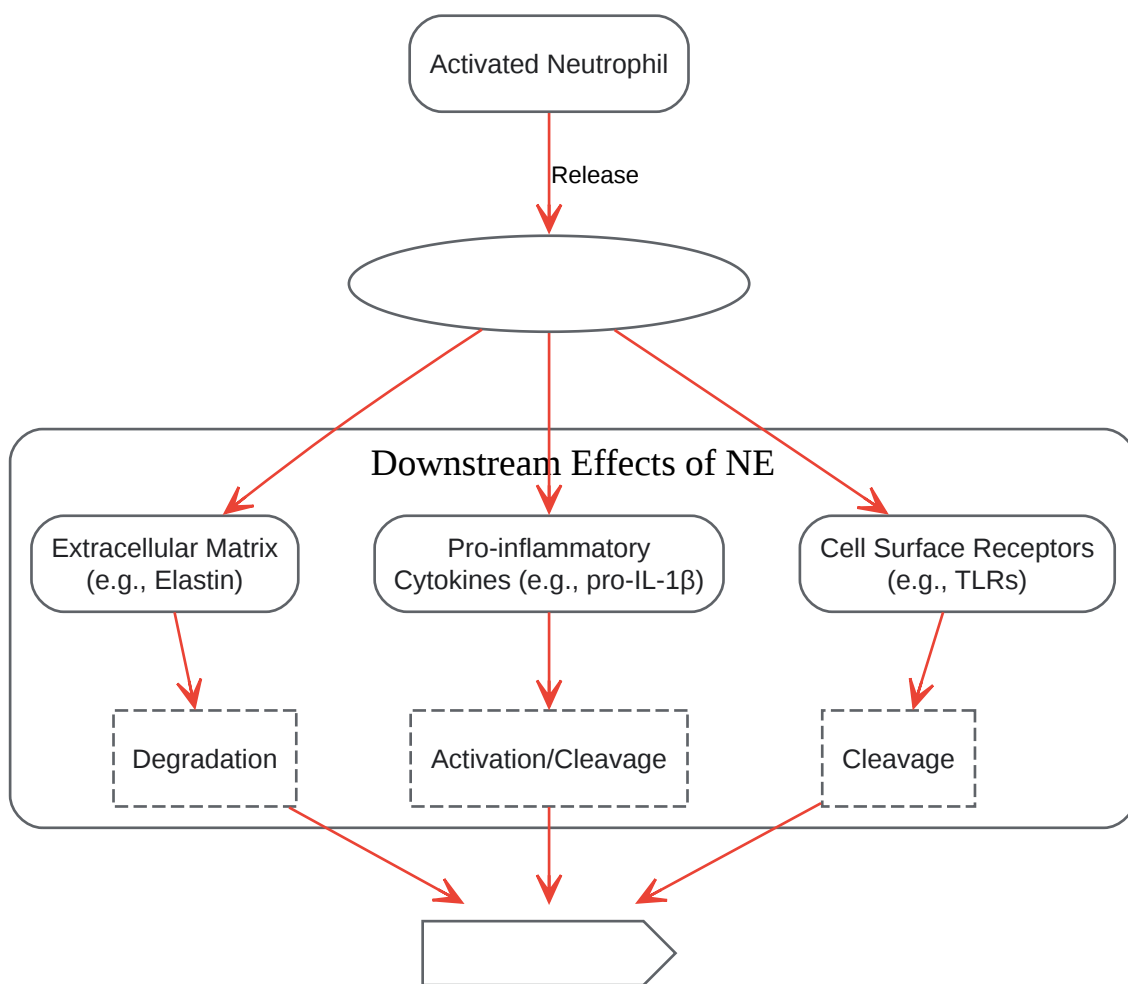 Activated Neutrophil
Release
Downstream Effects of NE
Extracellular Matrix
(e.g., Elastin)
Pro-inflammatory
Cytokines (e.g., pro-IL-1β)
Cell Surface Receptors
(e.g., TLRs)
Degradation
Activation/Cleavage
Cleavage